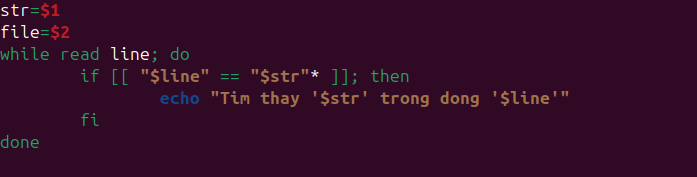 str=$1
file=$2
while read line; do
        if [[ "$line" == "$str"* ]]; then
                echo "Tim thay '$str' trong dong '$line'"
        fi
done